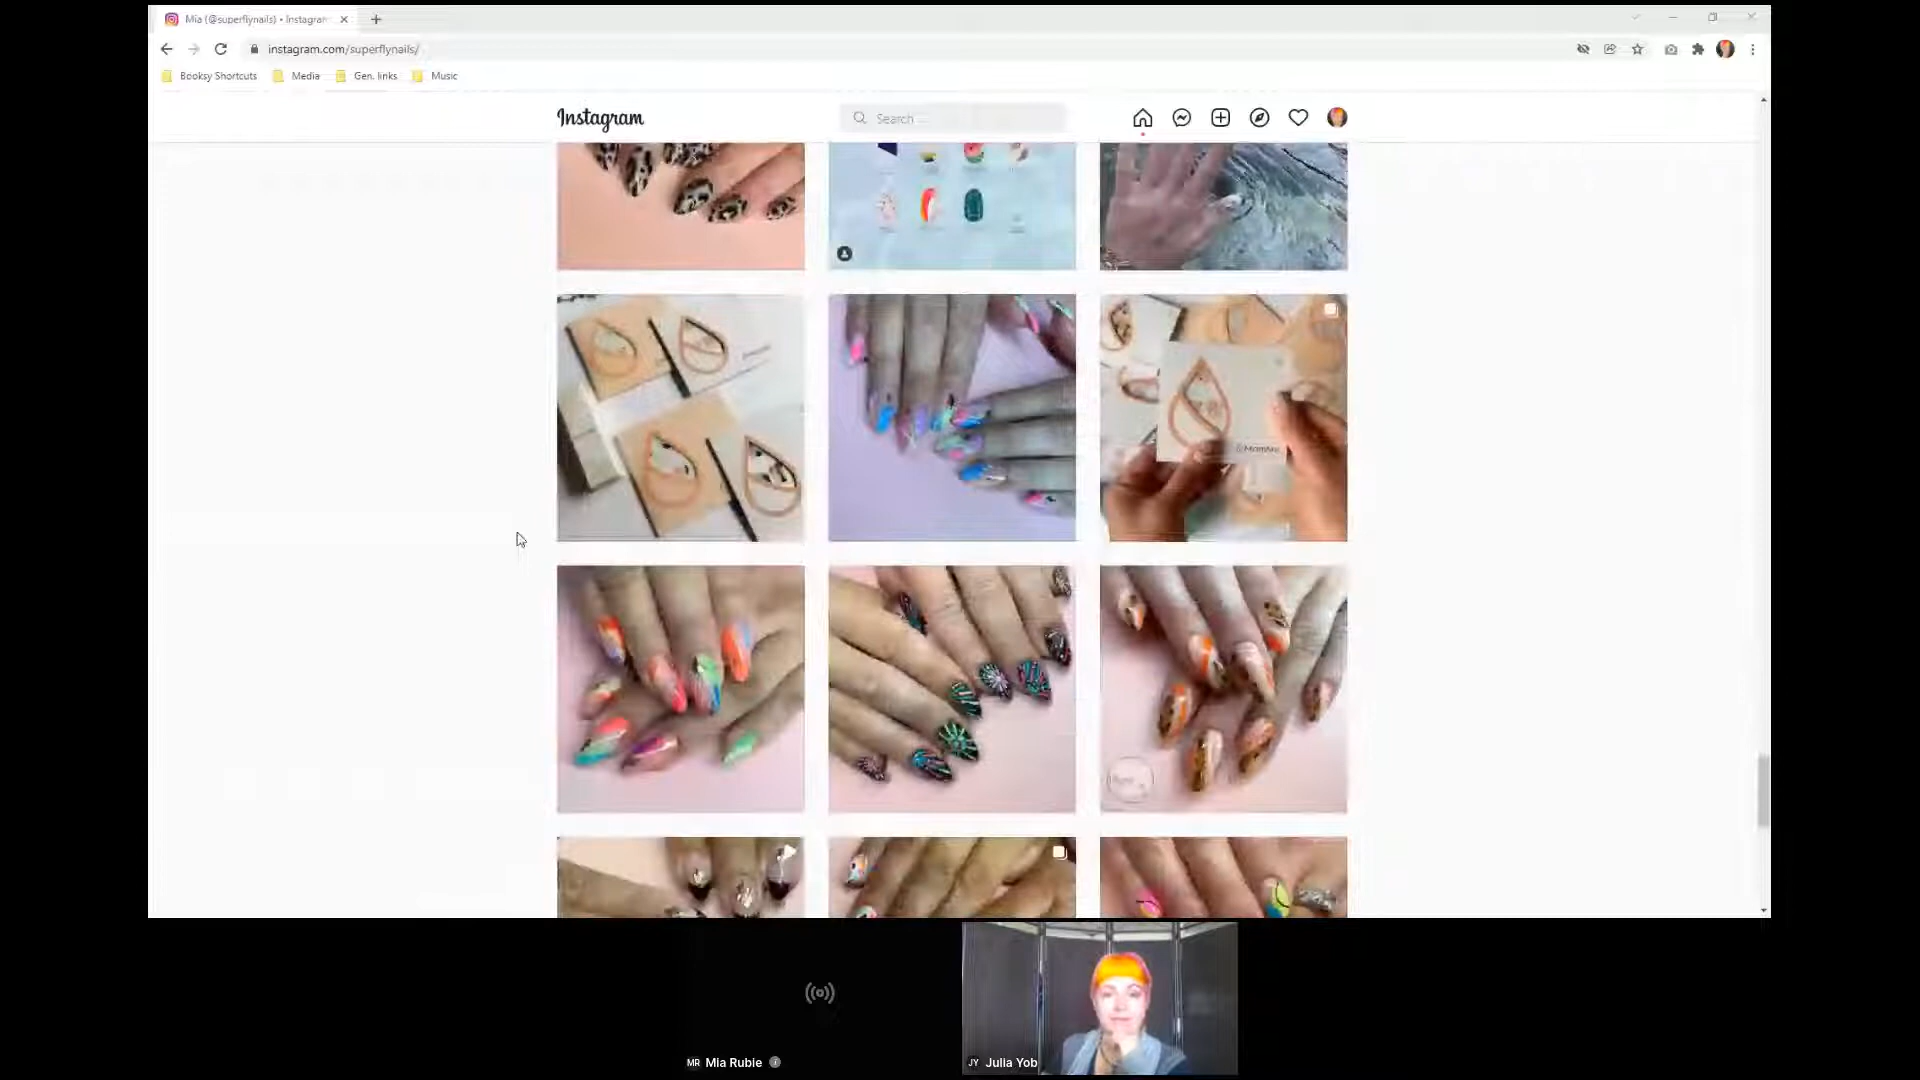 Mia (@superflynails) • Instagram
instagram.com/superflynails/
Booksy Shortcuts
Media
Gen. links
Music
Instagram
Search
MR Mia Rubie
JY Julia Yob